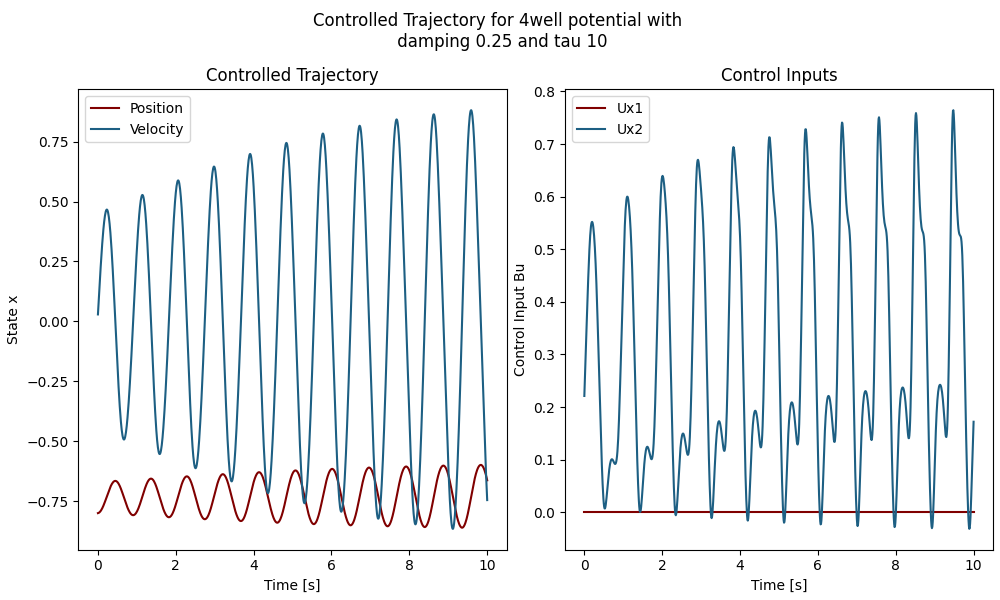 Controlled Trajectory for 4well potential with
damping 0.25 and tau 10
Controlled Trajectory
Position
Velocity
State x
0.75
0.50
0.25
0.00
−0.25
−0.50
−0.75
0
2
4
6
8
10
Time [s]
Control Inputs
Ux1
Ux2
Control Input Bu
0.8
0.7
0.6
0.5
0.4
0.3
0.2
0.1
0.0
0
2
4
6
8
10
Time [s]